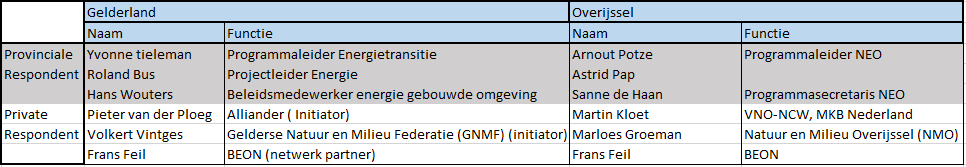 Gelderland Overijssel
Naam Functie Naam Functie
Provinciale Yvonne tieleman Programmaleider Energietransitie Arnout Potze Programmaleider NEO
Respondent Roland Bus Projectleider Energie Astrid Pap
Hans Wouters Beleidsmedewerker energie gebouwde omgeving Sanne de Haan Programmasecretaris NEO
Private Pieter van der Ploeg Alliander ( Initiator) Martin Kloet VNO-NCW, MKB Nederland
Respondent Volkert Vintges Gelderse Natuur en Milieu Federatie (GNMF) (initiator) Marloes Groeman Natuur en Milieu Overijssel (NMO)
Frans Feil BEON (netwerk partner) Frans Feil BEON